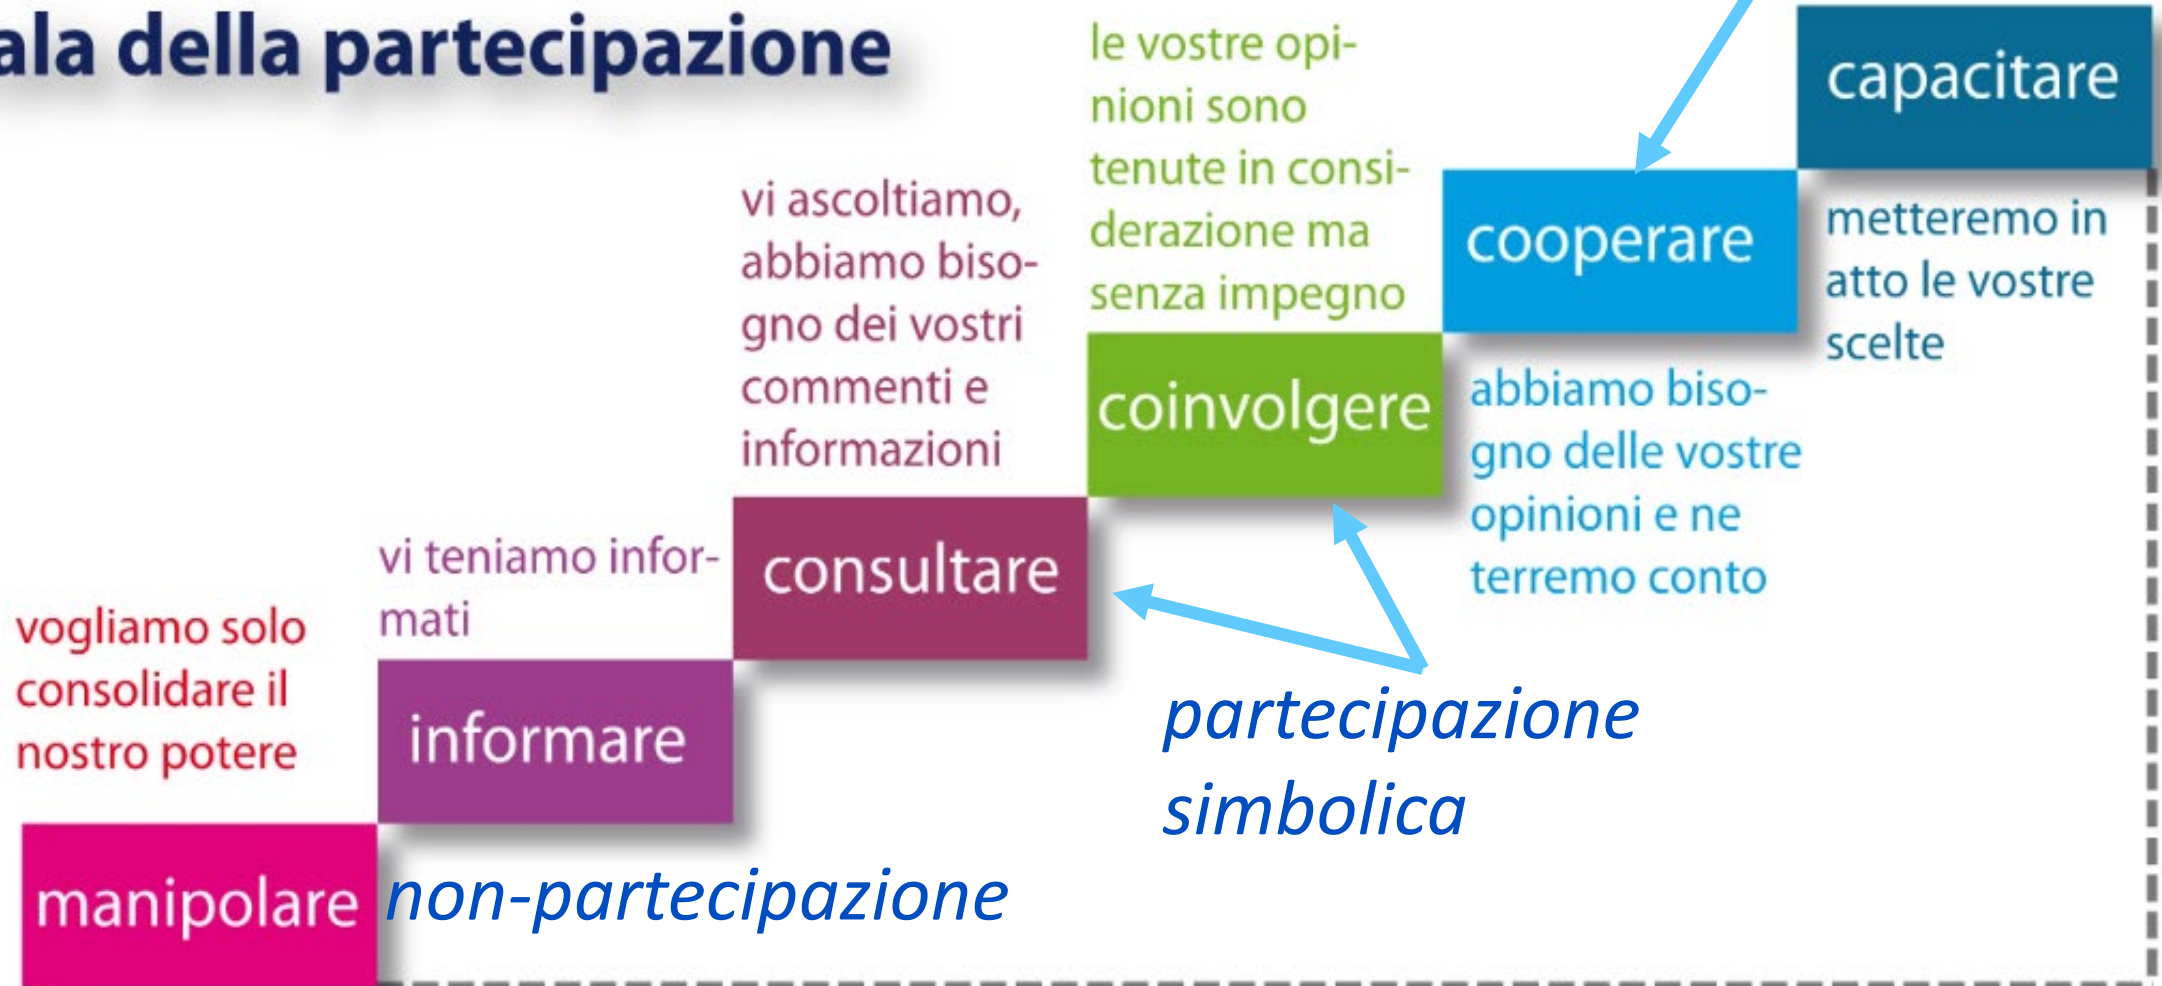 della partecipazione
capacitare
metteremo in
atto le vostre
scelte
cooperare
abbiamo biso-
gno delle vostre
opinioni e ne
terremo conto
le vostre opi-
nioni sono
tenute in consi-
derazione ma
senza impegno
coinvolgere
vi ascoltiamo,
abbiamo biso-
gno dei vostri
commenti e
informazioni
consultare
partecipazione
simbolica
vi teniamo infor-
mati
informare
vogliamo solo
consolidare il
nostro potere
manipolare
non-partecipazione